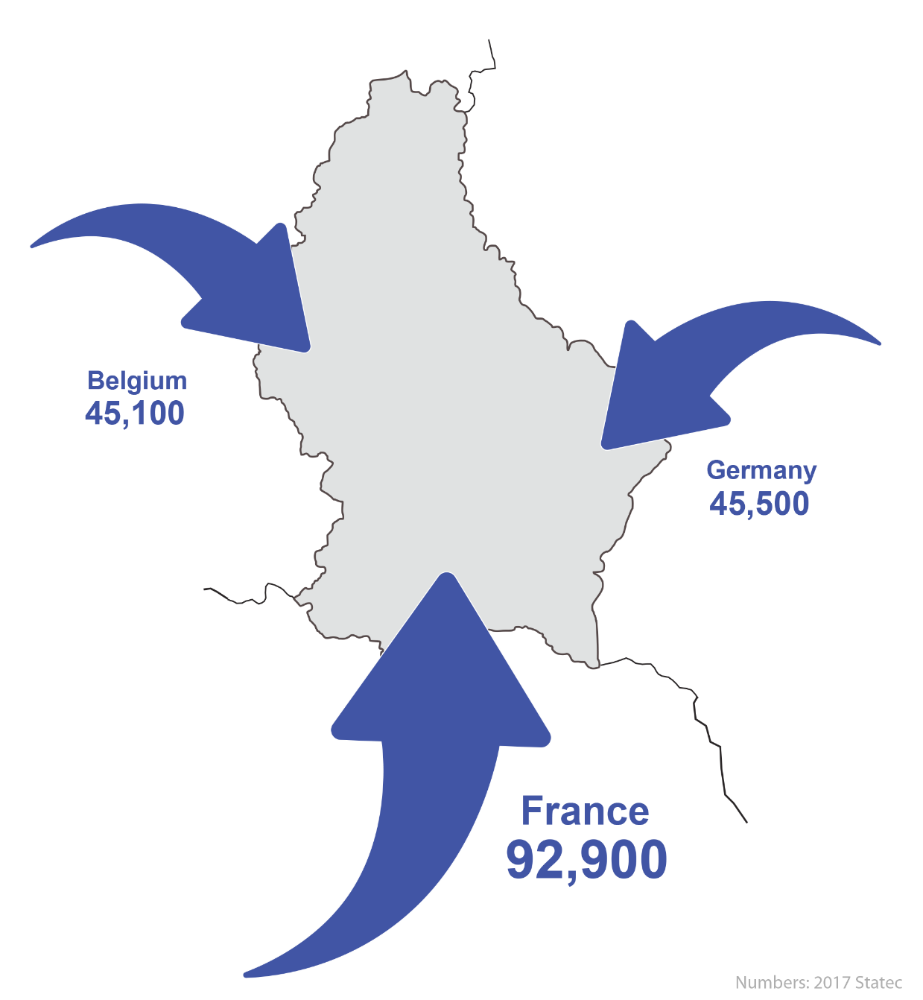 Belgium
45,100
Germany
45,500
France
92,900
Numbers: 2017 Statec